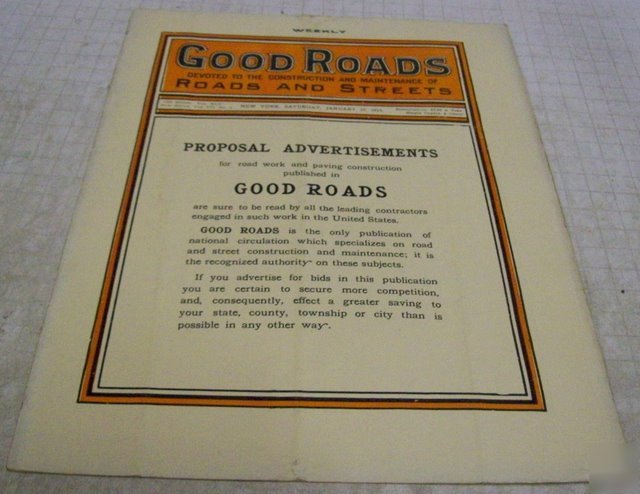 WEEKLY
GOOD ROADS
DEVOTED TO THE CONSTRUCTION AND MAINTENANCE OF
ROADS AND STREETS
NEW YORK, SATURDAY, JANUARY
PROPOSAL ADVERTISEMENTS
for road work and paving construction
published in
GOOD ROADS
are sure to be read by all the leading contractors
engaged in such work in the United States.
GOOD ROADS is the only publication of
national circulation which specializes on road
and street construction and maintenance; it is
the recognized authority on these subjects.
If you advertise for bids in this publication
you are certain to secure more competition,
and, consequently, effect a greater saving to
your state, county, township or city than is
possible in any other way.